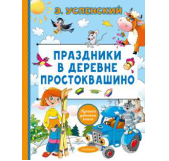 Э. УСПЕНСКИЙ
ПРАЗДНИКИ
В ДЕРЕВНЕ
ПРОСТОКВАШИНО